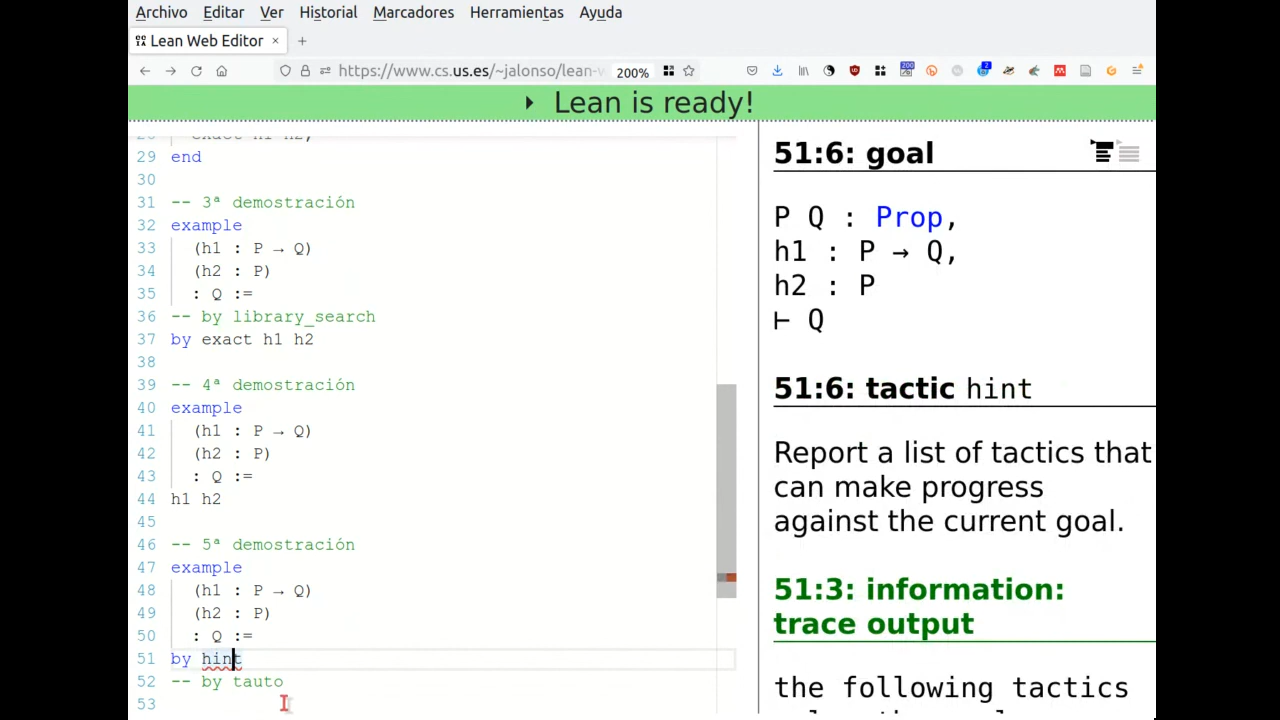 Archivo Editar Ver Historial Marcadores Herramientas Ayuda
Lean Web Editor × +
https://www.cs.us.es/~jalonso/lean- 200%
Lean is ready!
29 end
30
31 -- 3ª demostración
32 example
33 (h1 : P → Q)
34 (h2 : P)
35 : Q :=
36 -- by library_search
37 by exact h1 h2
38
39 -- 4ª demostración
40 example
41 (h1 : P → Q)
42 (h2 : P)
43 : Q :=
44 h1 h2
45
46 -- 5ª demostración
47 example
48 (h1 : P → Q)
49 (h2 : P)
50 : Q :=
51 by hint
52 -- by tauto
53
51:6: goal
P Q : Prop,
h1 : P → Q,
h2 : P
⊢ Q
51:6: tactic hint
Report a list of tactics that
can make progress
against the current goal.
51:3: information:
trace output
the following tactics